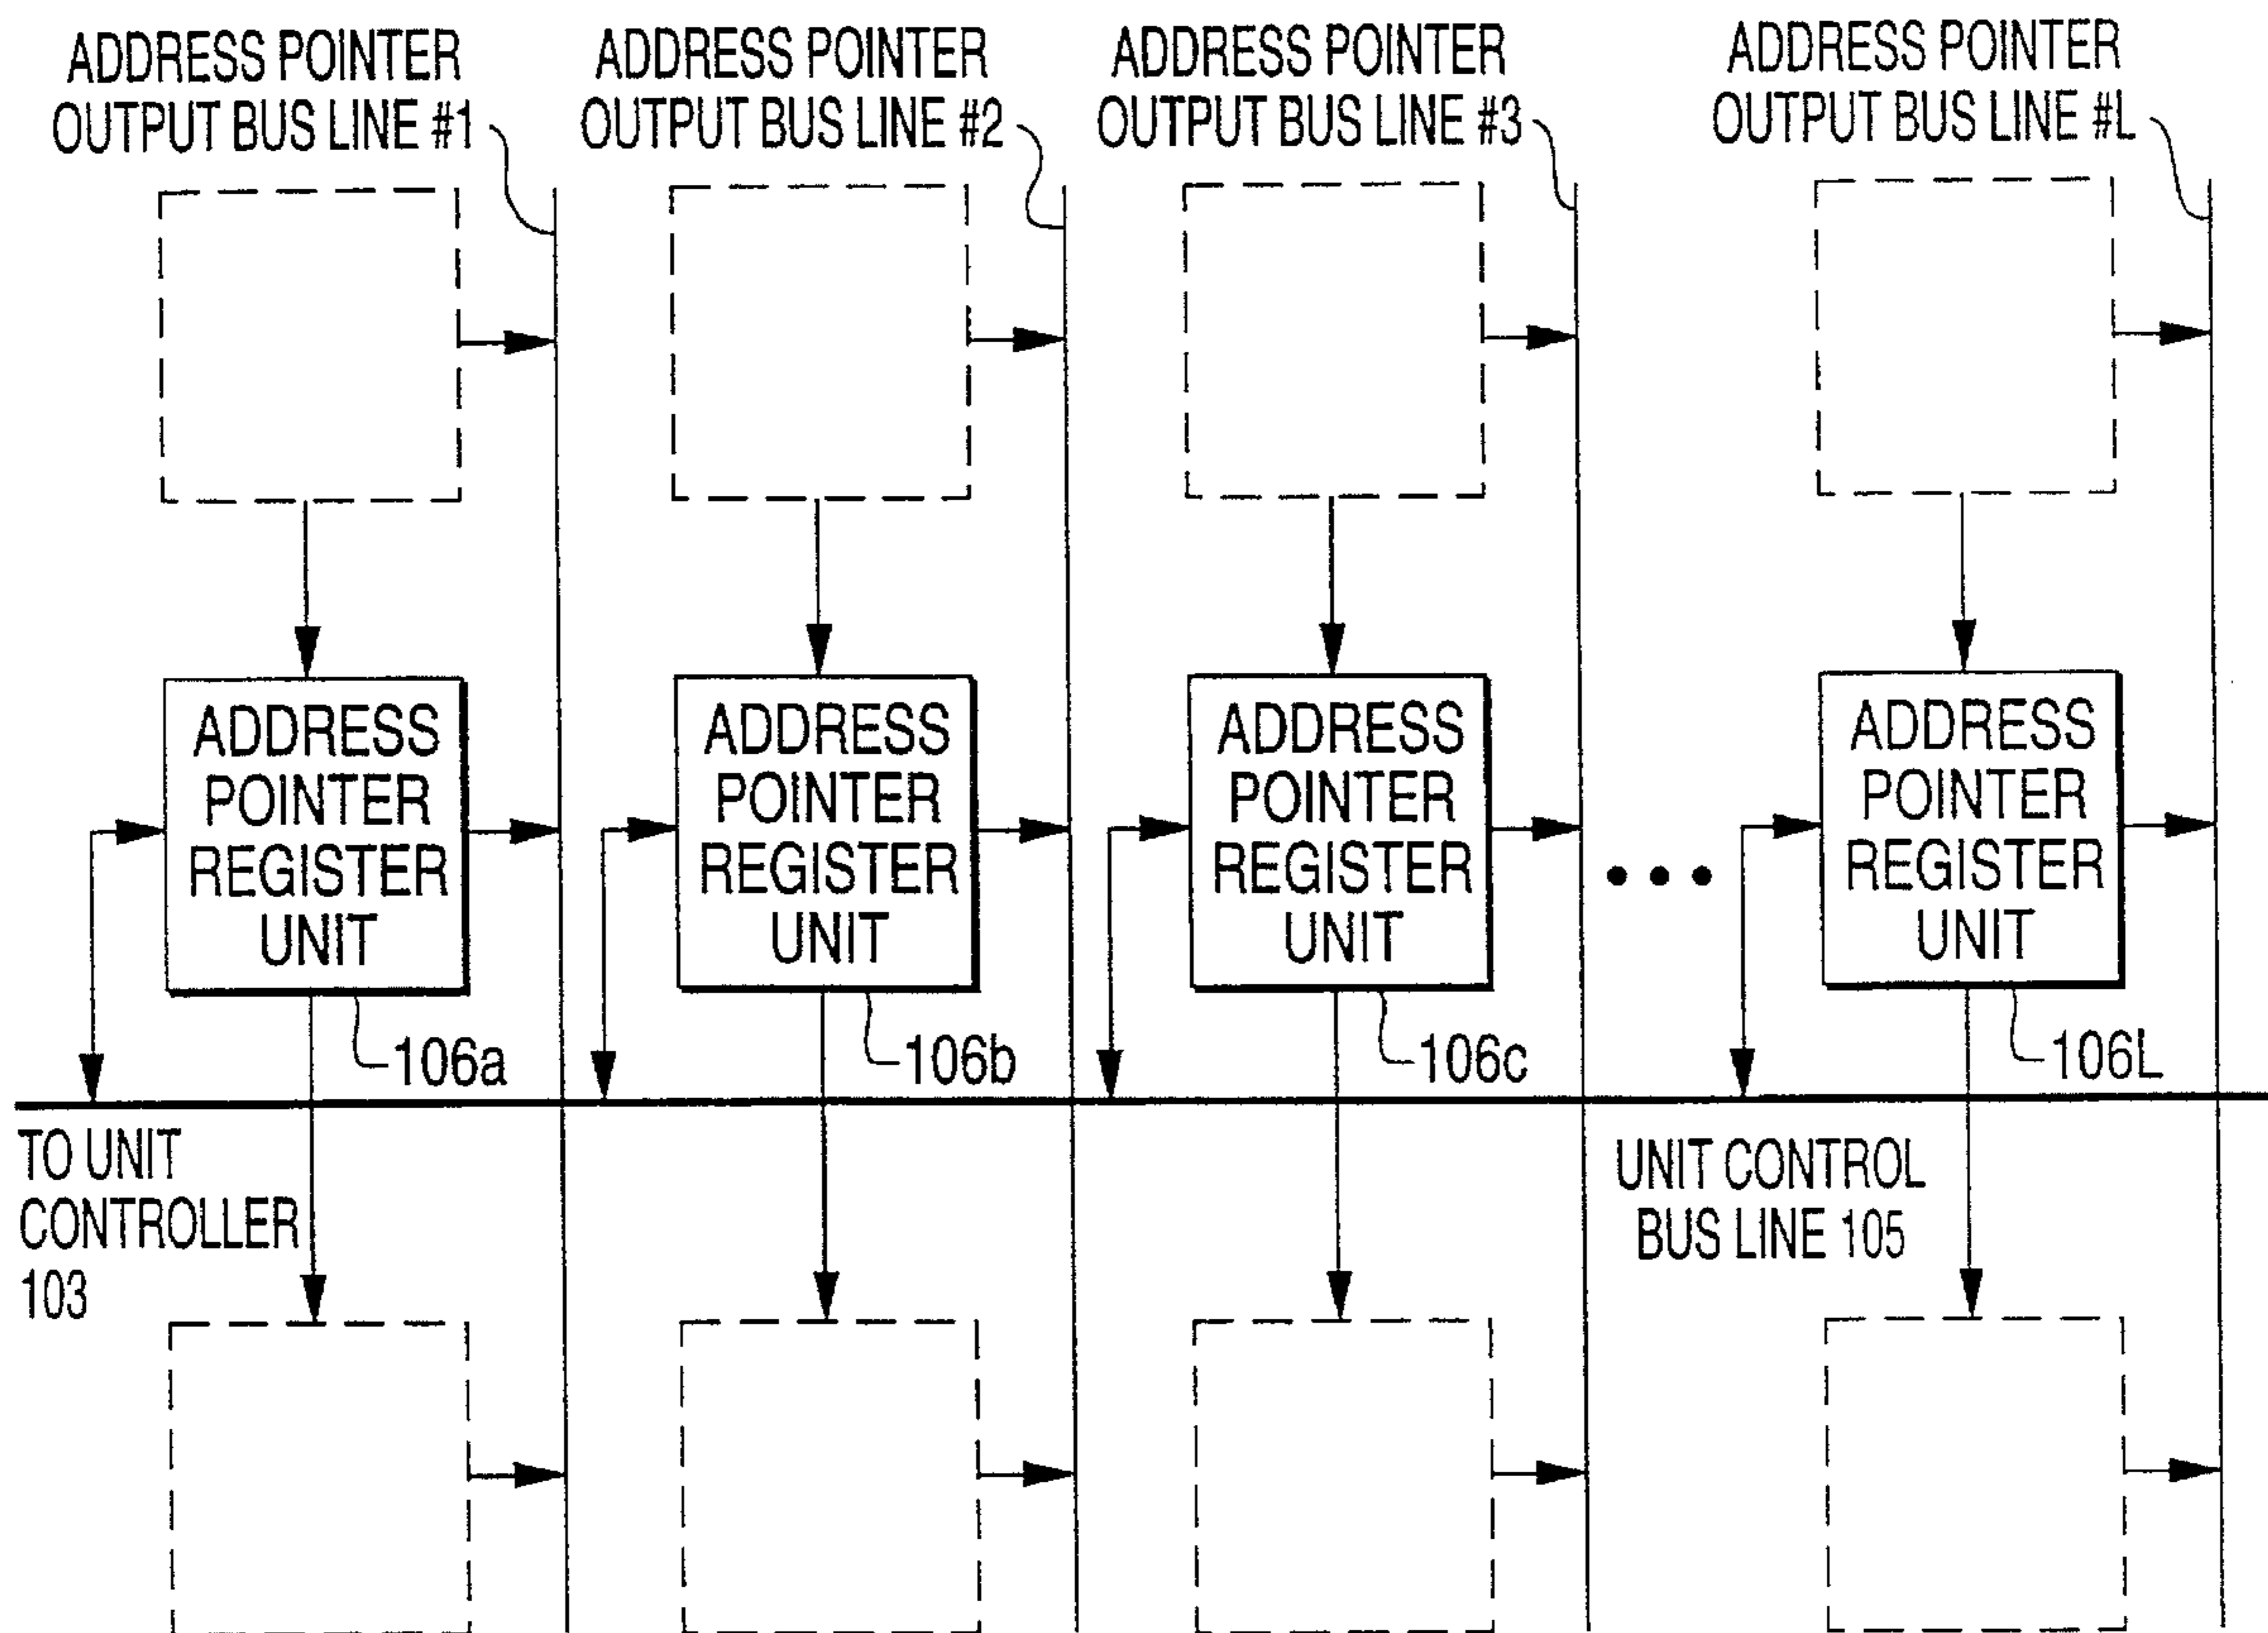 ADDRESS POINTER
OUTPUT BUS LINE #1
ADDRESS POINTER
OUTPUT BUS LINE #2
ADDRESS POINTER
OUTPUT BUS LINE #3
ADDRESS POINTER
OUTPUT BUS LINE #L
ADDRESS
POINTER
REGISTER
UNIT
ADDRESS
POINTER
REGISTER
UNIT
ADDRESS
POINTER
REGISTER
UNIT
ADDRESS
POINTER
REGISTER
UNIT
106a
106b
106c
106L
TO UNIT
CONTROLLER
103
UNIT CONTROL
BUS LINE 105